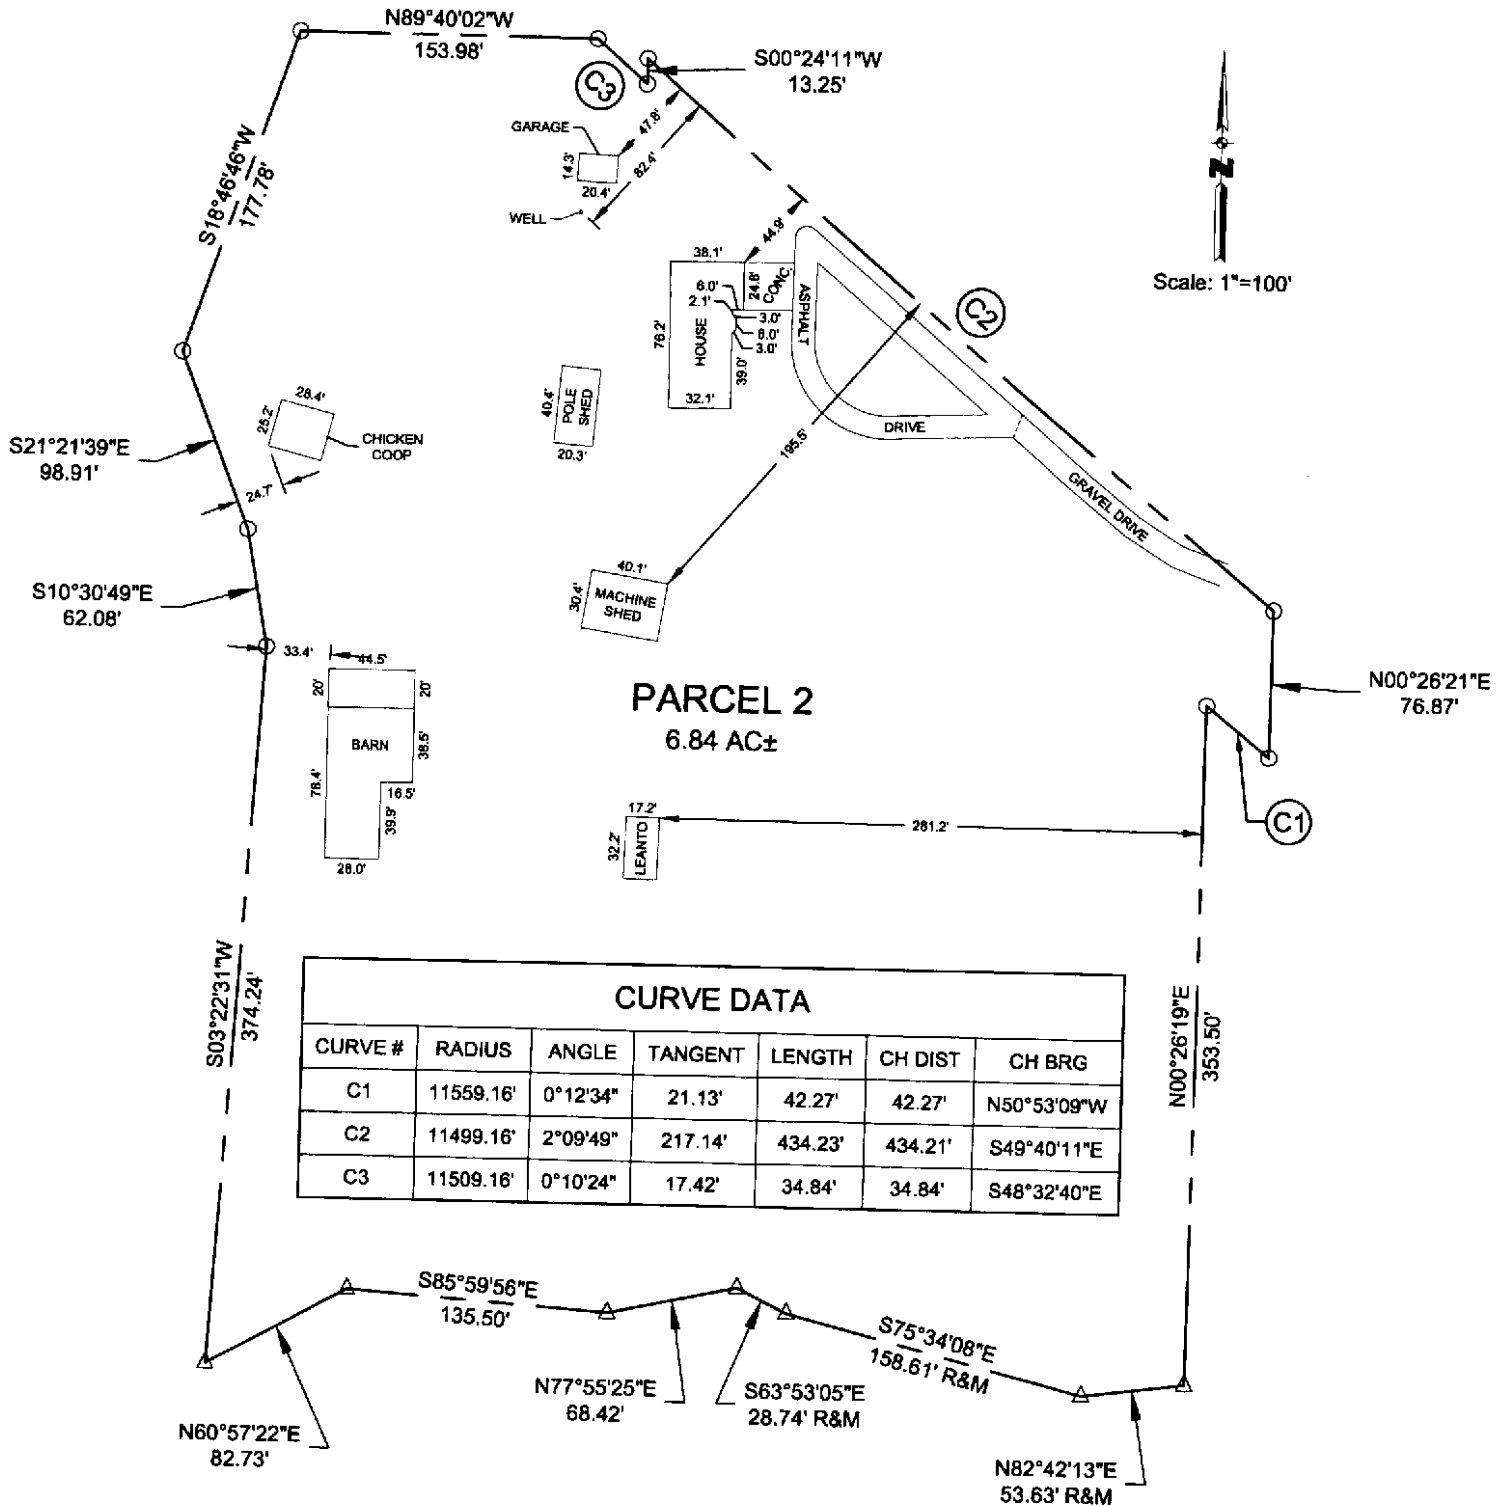 N89°40'02"W
153.98'
S00°24'11"W
13.25'
C3
GARAGE
47.8'
82.4'
14.3'
20.4'
WELL
S18°46'46"W
177.78'
N
Scale: 1"=100'
44.9'
38.1'
24.8'
CONC.
6.0'
2.1'
3.0'
6.0'
3.0'
76.2'
HOUSE
39.0'
32.1'
ASPHALT
DRIVE
C2
195.5'
GRAVEL DRIVE
40.4'
POLE
SHED
20.3'
28.4'
25.2'
CHICKEN
COOP
24.7'
S21°21'39"E
98.91'
S10°30'49"E
62.08'
40.1'
30.4'
MACHINE
SHED
33.4'
44.5'
20'
20'
BARN
38.5'
78.4'
16.5'
39.9'
28.0'
PARCEL 2
6.84 AC±
N00°26'21"E
76.87'
C1
17.2'
32.2'
LEANTO
281.2'
S03°22'31"W
374.24'
N00°26'19"E
353.50'
CURVE DATA
CURVE # RADIUS ANGLE TANGENT LENGTH CH DIST CH BRG
C1 11559.16' 0°12'34" 21.13' 42.27' 42.27' N50°53'09"W
C2 11499.16' 2°09'49" 217.14' 434.23' 434.21' S49°40'11"E
C3 11509.16' 0°10'24" 17.42' 34.84' 34.84' S48°32'40"E
S85°59'56"E
135.50'
S75°34'08"E
158.61' R&M
N77°55'25"E
68.42'
S63°53'05"E
28.74' R&M
N60°57'22"E
82.73'
N82°42'13"E
53.63' R&M